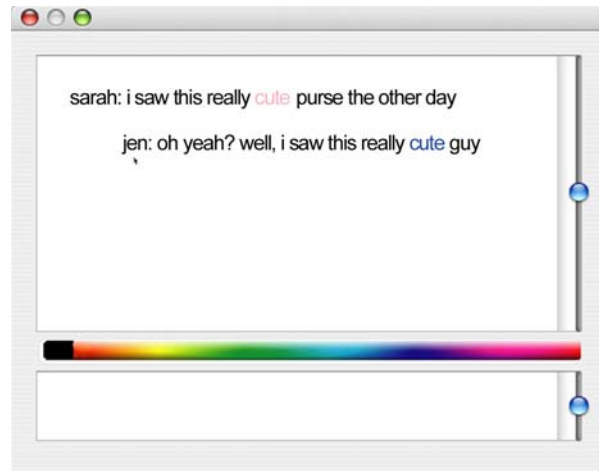 sarah: i saw this really cute purse the other day
jen: oh yeah? well, i saw this really cute guy